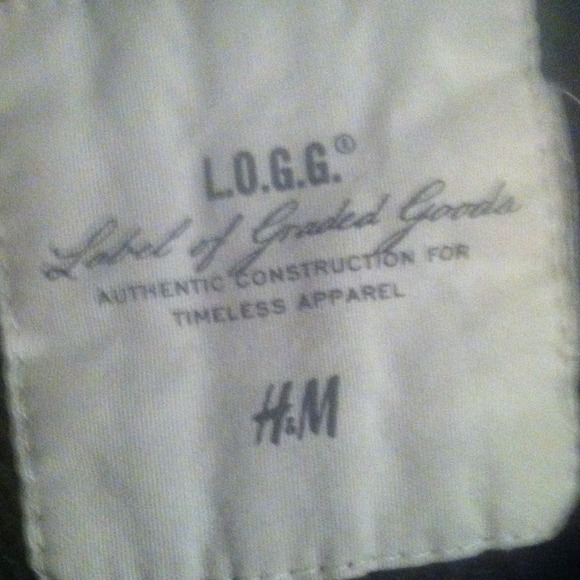 L.O.G.G.®
Label of Graded Goods
AUTHENTIC CONSTRUCTION FOR
TIMELESS APPAREL
H&M